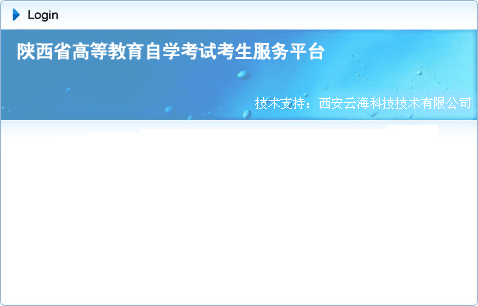 Login
陕西省高等教育自学考试考生服务平台
技术支持：西安云海科技技术有限公司